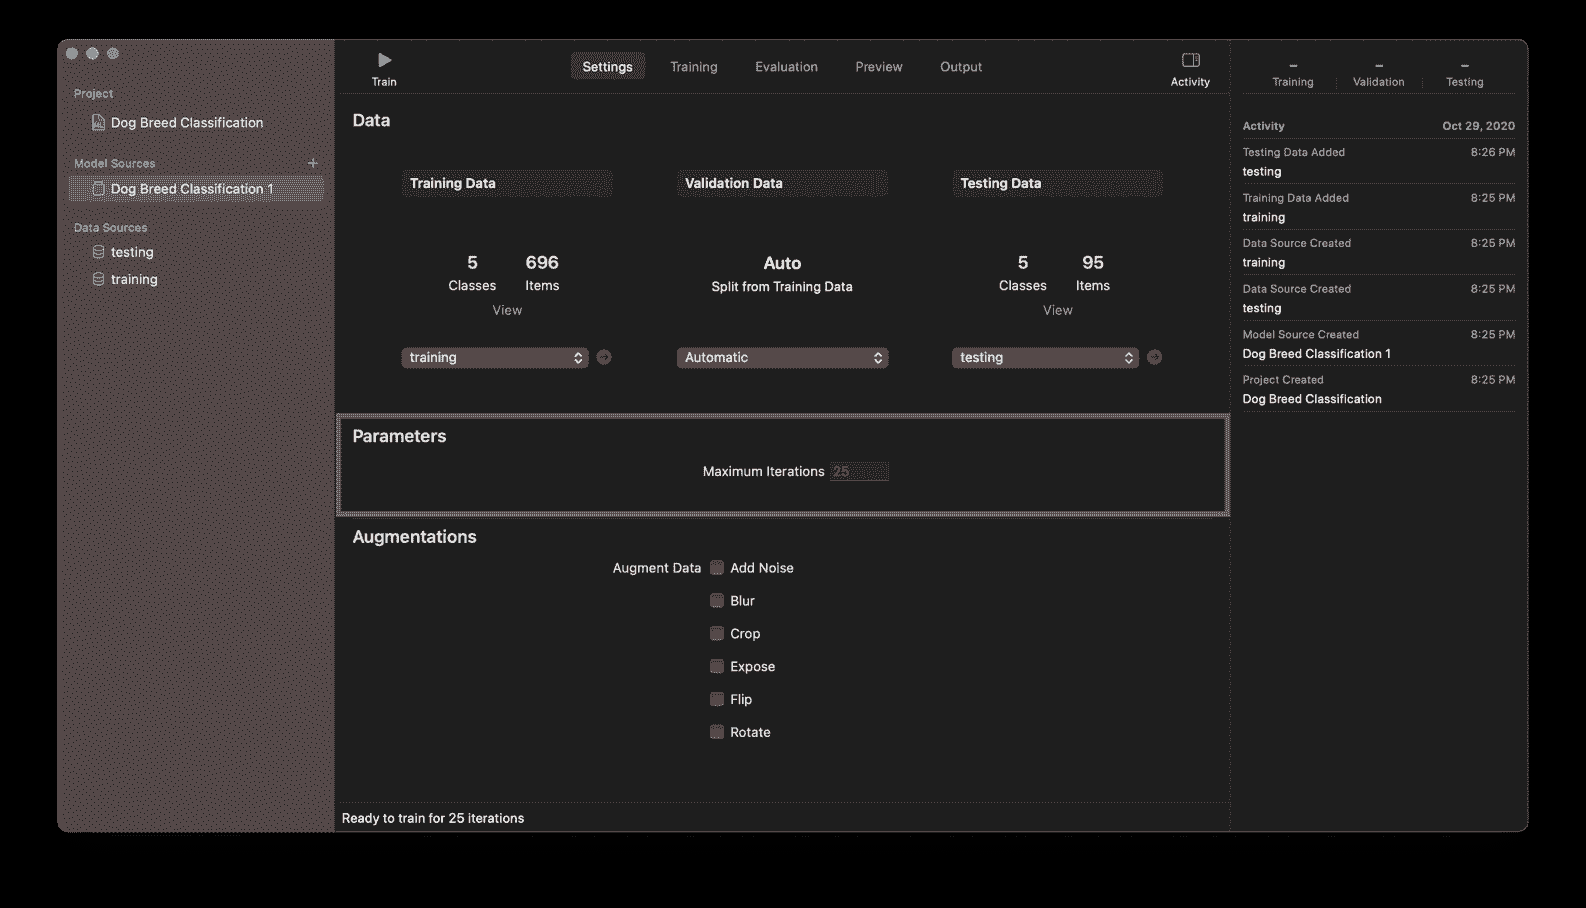 Project
Dog Breed Classification
Model Sources +
Dog Breed Classification 1
Data Sources
testing
training
Train
Settings Training Evaluation Preview Output
Activity
Data
Training Data Validation Data Testing Data
5 696 Auto 5 95
Classes Items Split from Training Data Classes Items
View View
training Automatic testing
Parameters
Maximum Iterations 25
Augmentations
Augment Data Add Noise
Blur
Crop
Expose
Flip
Rotate
Ready to train for 25 iterations
– – –
Training Validation Testing
Activity Oct 29, 2020
Testing Data Added 8:26 PM
testing
Training Data Added 8:25 PM
training
Data Source Created 8:25 PM
training
Data Source Created 8:25 PM
testing
Model Source Created 8:25 PM
Dog Breed Classification 1
Project Created 8:25 PM
Dog Breed Classification